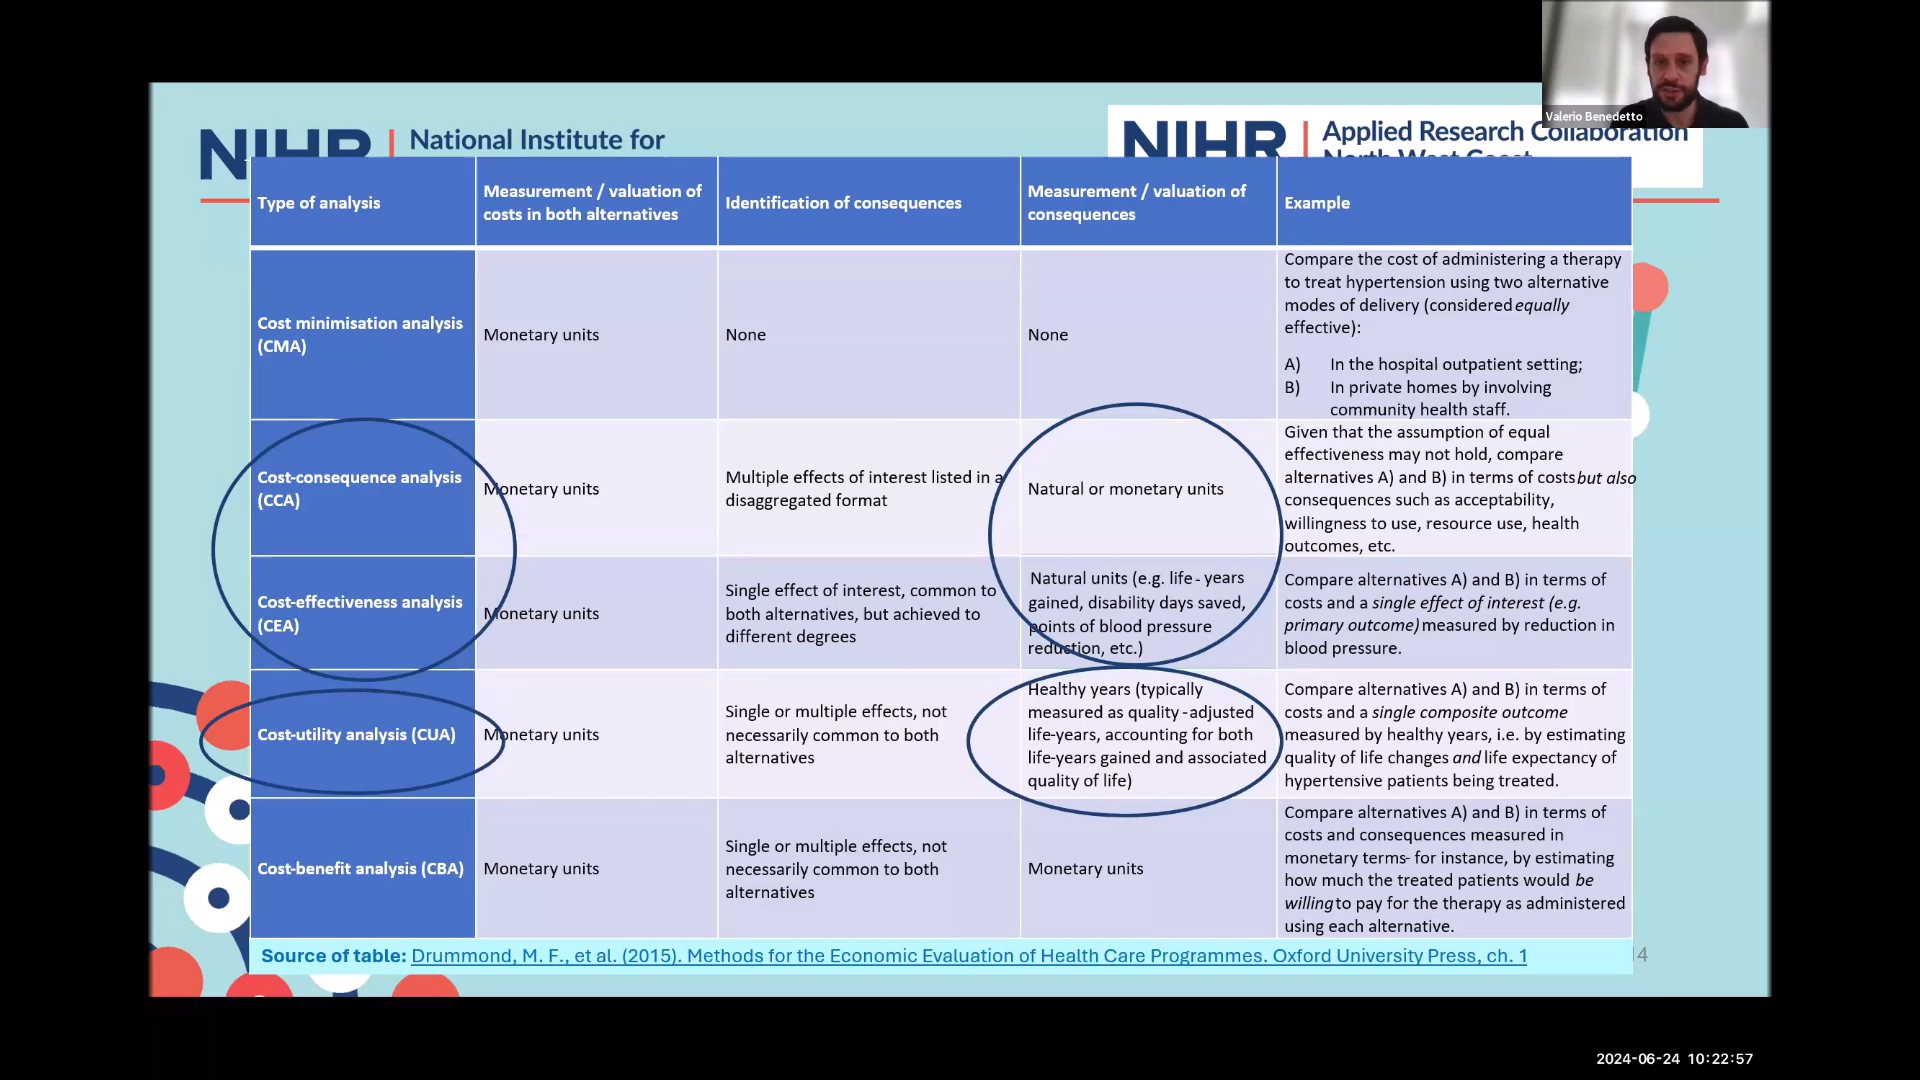 Valerio Benedetto
NIHR | National Institute for
NIHR | Applied Research Collaboration
North West Coast
Type of analysis
Measurement / valuation of
costs in both alternatives
Identification of consequences
Measurement / valuation of
consequences
Example
Cost minimisation analysis
(CMA)
Monetary units
None
None
Compare the cost of administering a therapy
to treat hypertension using two alternative
modes of delivery (considered equally
effective):
A) In the hospital outpatient setting;
B) In private homes by involving
community health staff.
Cost-consequence analysis
(CCA)
Monetary units
Multiple effects of interest listed in a
disaggregated format
Natural or monetary units
Given that the assumption of equal
effectiveness may not hold, compare
alternatives A) and B) in terms of costs but also
consequences such as acceptability,
willingness to use, resource use, health
outcomes, etc.
Cost-effectiveness analysis
(CEA)
Monetary units
Single effect of interest, common to
both alternatives, but achieved to
different degrees
Natural units (e.g. life-years
gained, disability days saved,
points of blood pressure
reduction, etc.)
Compare alternatives A) and B) in terms of
costs and a single effect of interest (e.g.
primary outcome) measured by reduction in
blood pressure.
Cost-utility analysis (CUA)
Monetary units
Single or multiple effects, not
necessarily common to both
alternatives
Healthy years (typically
measured as quality-adjusted
life-years, accounting for both
life-years gained and associated
quality of life)
Compare alternatives A) and B) in terms of
costs and a single composite outcome
measured by healthy years, i.e. by estimating
quality of life changes and life expectancy of
hypertensive patients being treated.
Cost-benefit analysis (CBA)
Monetary units
Single or multiple effects, not
necessarily common to both
alternatives
Monetary units
Compare alternatives A) and B) in terms of
costs and consequences measured in
monetary terms- for instance, by estimating
how much the treated patients would be
willing to pay for the therapy as administered
using each alternative.
Source of table: Drummond, M. F., et al. (2015). Methods for the Economic Evaluation of Health Care Programmes. Oxford University Press, ch. 1
14
2024-06-24 10:22:57